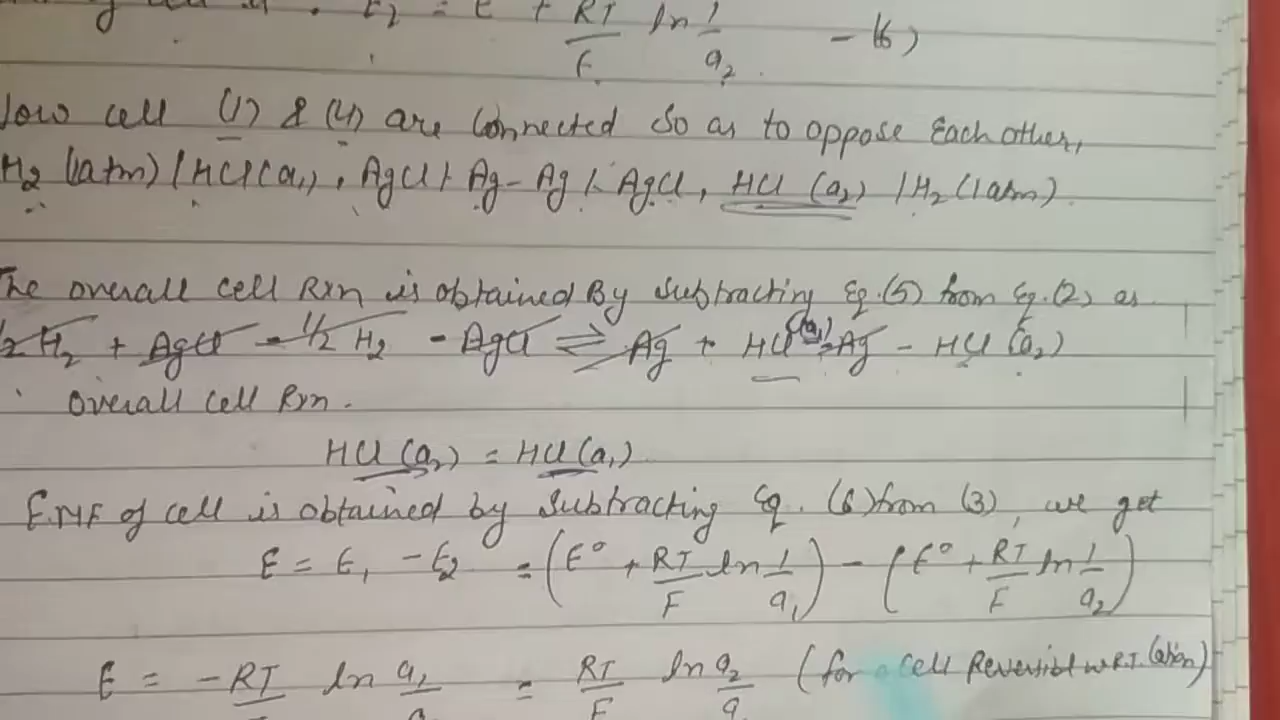 E₂ = E + RT/F ln 1/a₂ - (6)
Now cell (1) & (4) are Connected So as to oppose Each other,
H₂ (1atm) | HCl (a₁), AgCl | Ag - Ag | AgCl, HCl (a₂) | H₂ (1atm).
The overall cell Rxn is obtained By subtracting Eq.(5) from Eq.(2) as
½ H₂ + AgCl - ½ H₂ - AgCl ⇌ Ag + HCl (a₁) - Ag - HCl (a₂)
Overall cell Rxn.
HCl (a₂) = HCl (a₁)
E.MF of cell is obtained by subtracting Eq. (6) from (3), we get
E = E₁ - E₂ = (E° + RT/F ln 1/a₁) - (E° + RT/F ln 1/a₂)
E = - RT/F ln a₁/a = RT/F ln a₂/a (for a cell Reversible w.R.T. Cation)